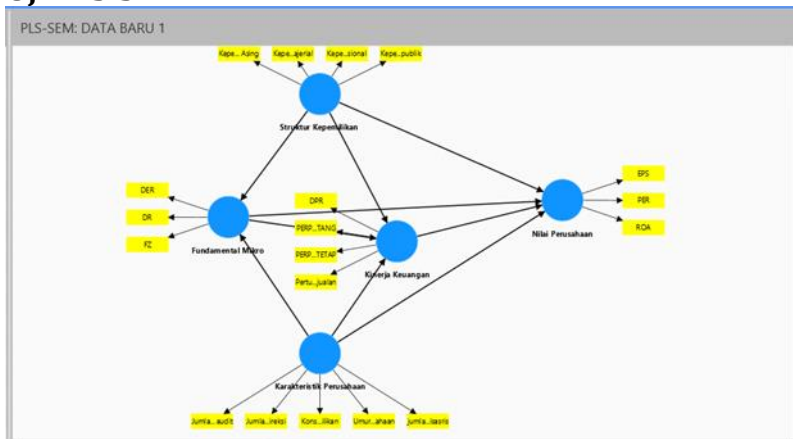 PLS-SEM: DATA BARU 1
Kepe... Asing Kepe...ajerial Kepe...sional Kepe...publik
Struktur Kepemilikan
DER
DR
FZ
Fundamental Mikro
DPR
PERP...TANG
PERP...TETAP
Pertu...jualan
Kinerja Keuangan
EPS
PER
ROA
Nilai Perusahaan
Karakteristik Perusahaan
Jumla...audit Jumla...ireksi Kons...ilikan Umur...ahaan jumla...isaris